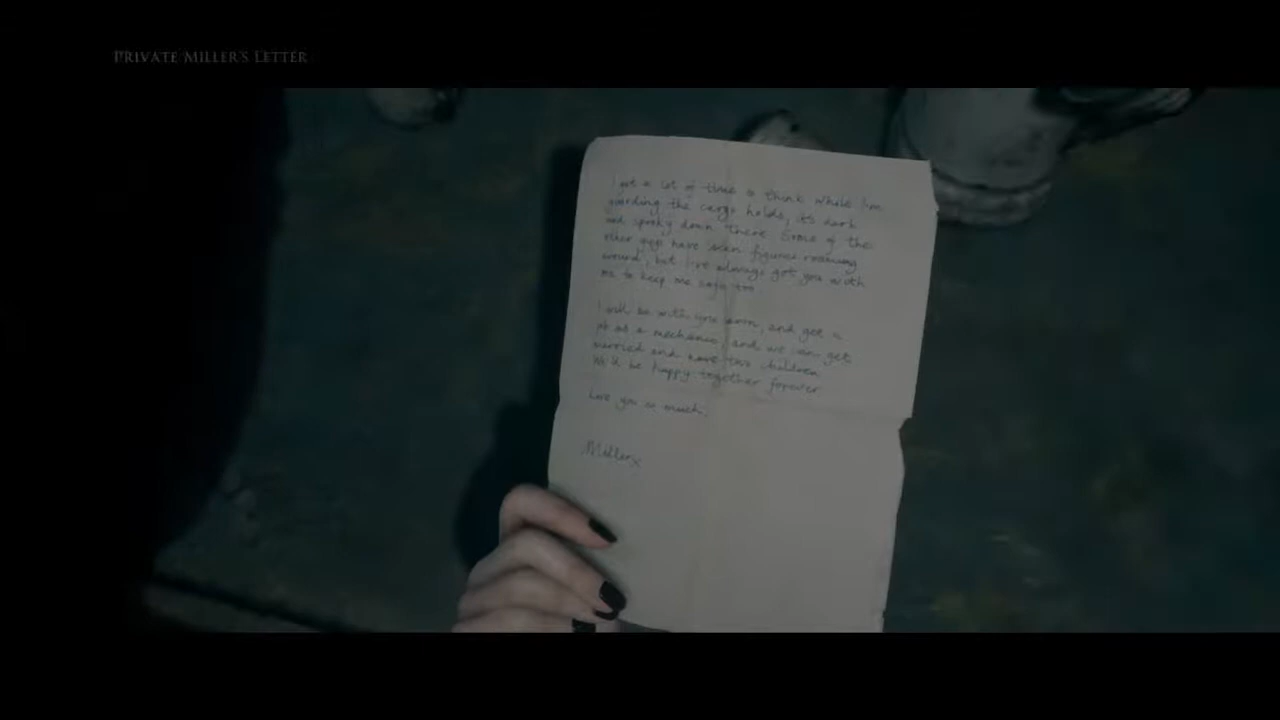 PRIVATE MILLER'S LETTER
I got a lot of time to think while I'm
guarding the cargo holds, its dark
and spooky down there. Some of the
other guys have seen figures roaming
around, but I've always got you with
me to keep me safe
I will be with you soon, and get a
job as a mechanic and we can get
married and have two children
We'll be happy together forever
Love you so much,
Miller x